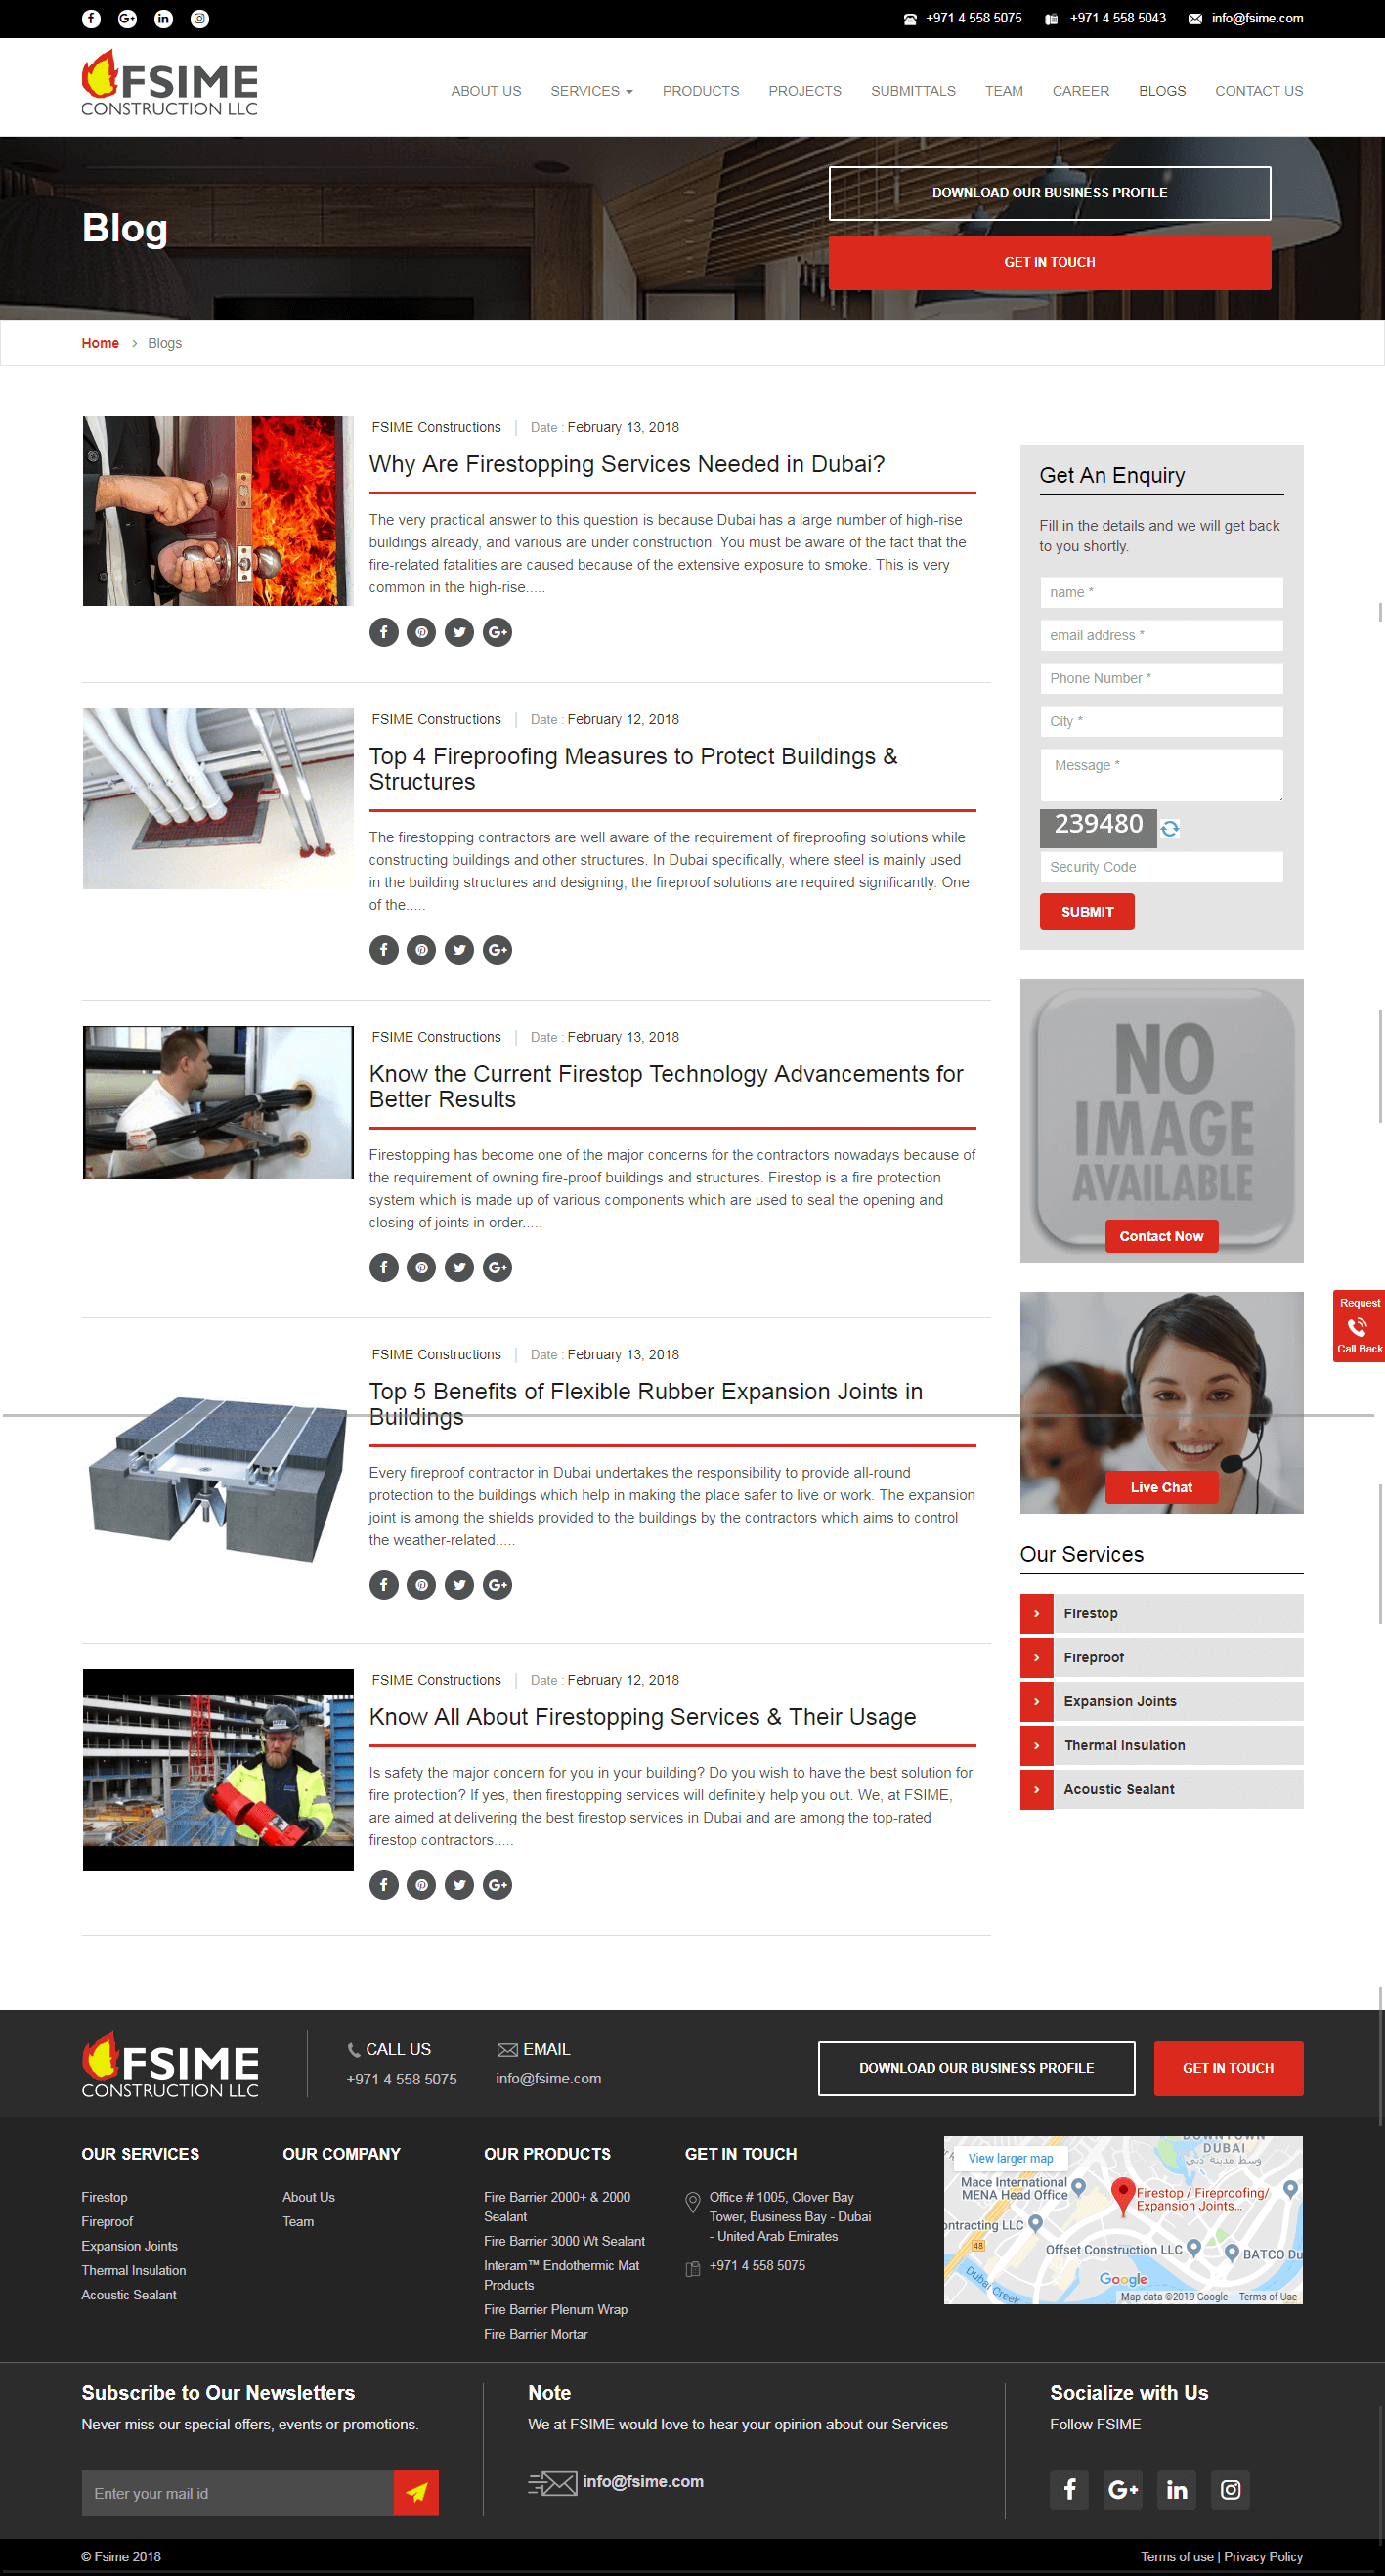 +971 4 558 5075
+971 4 558 5043
info@fsime.com
FSIME
CONSTRUCTION LLC
ABOUT US
SERVICES
PRODUCTS
PROJECTS
SUBMITTALS
TEAM
CAREER
BLOGS
CONTACT US
Blog
DOWNLOAD OUR BUSINESS PROFILE
GET IN TOUCH
Home > Blogs
FSIME Constructions | Date : February 13, 2018
Why Are Firestopping Services Needed in Dubai?
The very practical answer to this question is because Dubai has a large number of high-rise
buildings already, and various are under construction. You must be aware of the fact that the
fire-related fatalities are caused because of the extensive exposure to smoke. This is very
common in the high-rise.....
FSIME Constructions | Date : February 12, 2018
Top 4 Fireproofing Measures to Protect Buildings &
Structures
The firestopping contractors are well aware of the requirement of fireproofing solutions while
constructing buildings and other structures. In Dubai specifically, where steel is mainly used
in the building structures and designing, the fireproof solutions are required significantly. One
of the.....
FSIME Constructions | Date : February 13, 2018
Know the Current Firestop Technology Advancements for
Better Results
Firestopping has become one of the major concerns for the contractors nowadays because of
the requirement of owning fire-proof buildings and structures. Firestop is a fire protection
system which is made up of various components which are used to seal the opening and
closing of joints in order.....
FSIME Constructions | Date : February 13, 2018
Top 5 Benefits of Flexible Rubber Expansion Joints in
Buildings
Every fireproof contractor in Dubai undertakes the responsibility to provide all-round
protection to the buildings which help in making the place safer to live or work. The expansion
joint is among the shields provided to the buildings by the contractors which aims to control
the weather-related.....
FSIME Constructions | Date : February 12, 2018
Know All About Firestopping Services & Their Usage
Is safety the major concern for you in your building? Do you wish to have the best solution for
fire protection? If yes, then firestopping services will definitely help you out. We, at FSIME,
are aimed at delivering the best firestop services in Dubai and are among the top-rated
firestop contractors.....
Get An Enquiry
Fill in the details and we will get back
to you shortly.
name *
email address *
Phone Number *
City *
Message *
239480
Security Code
SUBMIT
NO
IMAGE
AVAILABLE
Contact Now
Request
Call Back
Live Chat
Our Services
Firestop
Fireproof
Expansion Joints
Thermal Insulation
Acoustic Sealant
FSIME
CONSTRUCTION LLC
CALL US
+971 4 558 5075
EMAIL
info@fsime.com
DOWNLOAD OUR BUSINESS PROFILE
GET IN TOUCH
OUR SERVICES
Firestop
Fireproof
Expansion Joints
Thermal Insulation
Acoustic Sealant
OUR COMPANY
About Us
Team
OUR PRODUCTS
Fire Barrier 2000+ & 2000
Sealant
Fire Barrier 3000 Wt Sealant
Interam™ Endothermic Mat
Products
Fire Barrier Plenum Wrap
Fire Barrier Mortar
GET IN TOUCH
Office # 1005, Clover Bay
Tower, Business Bay - Dubai
- United Arab Emirates
+971 4 558 5075
DOWNTOWN
DUBAI
وسط مدينة دبي
View larger map
Mace International
MENA Head Office
Firestop / Fireproofing/
Expansion Joints...
ontracting LLC
48
Offset Construction LLC
BATCO Du
Dubai Creek
Google
Map data ©2019 Google
Terms of Use
Subscribe to Our Newsletters
Never miss our special offers, events or promotions.
Enter your mail id
Note
We at FSIME would love to hear your opinion about our Services
info@fsime.com
Socialize with Us
Follow FSIME
© Fsime 2018
Terms of use | Privacy Policy